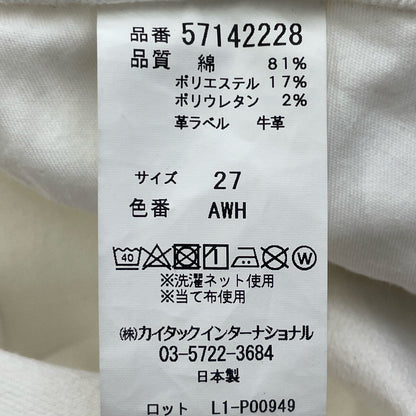 品番 57142228
品質 綿 81%
ポリエステル 17%
ポリウレタン 2%
革ラベル 牛革
サイズ 27
色番 AWH
40 W
※洗濯ネット使用
※当て布使用
㈱カイタックインターナショナル
03-5722-3684
日本製
ロット L1-P00949